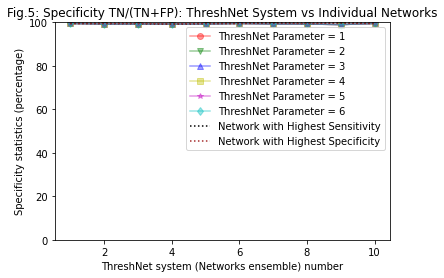 Fig.5: Specificity TN/(TN+FP): ThreshNet System vs Individual Networks
100
80
60
40
20
0
Specificity statistics (percentage)
ThreshNet Parameter = 1
ThreshNet Parameter = 2
ThreshNet Parameter = 3
ThreshNet Parameter = 4
ThreshNet Parameter = 5
ThreshNet Parameter = 6
Network with Highest Sensitivity
Network with Highest Specificity
2 4 6 8 10
ThreshNet system (Networks ensemble) number